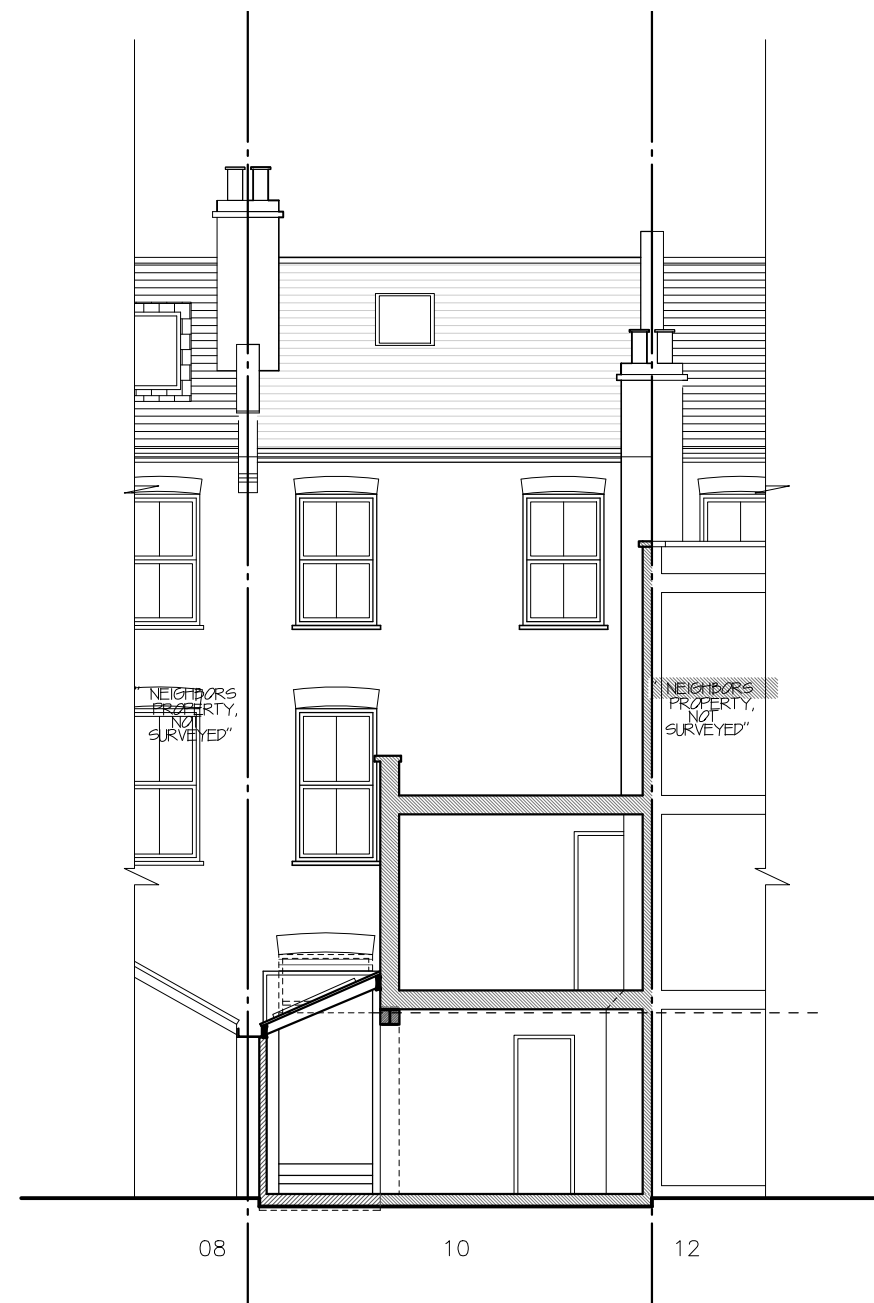 " NEIGHBORS
PROPERTY,
NOT
SURVEYED"
" NEIGHBORS
PROPERTY,
NOT
SURVEYED"
08
10
12